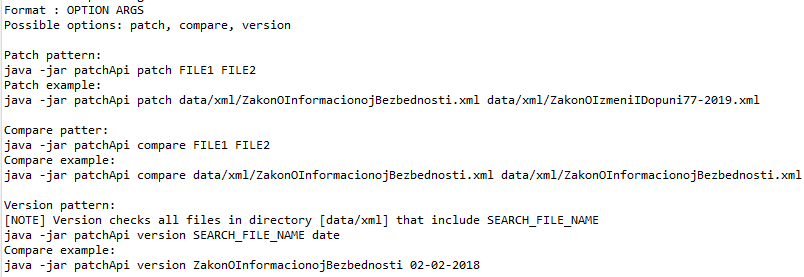 Format : OPTION ARGS
Possible options: patch, compare, version
Patch pattern:
java -jar patchApi patch FILE1 FILE2
Patch example:
java -jar patchApi patch data/xml/ZakonOInformacionojBezbednosti.xml data/xml/ZakonOIzmeniIDopuni77-2019.xml
Compare patter:
java -jar patchApi compare FILE1 FILE2
Compare example:
java -jar patchApi compare data/xml/ZakonOInformacionojBezbednosti.xml data/xml/ZakonOInformacionojBezbednosti.xml
Version pattern:
[NOTE] Version checks all files in directory [data/xml] that include SEARCH_FILE_NAME
java -jar patchApi version SEARCH_FILE_NAME date
Compare example:
java -jar patchApi version ZakonOInformacionojBezbednosti 02-02-2018